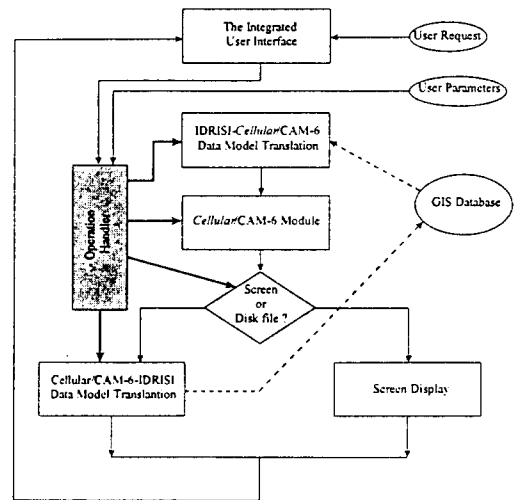 The Integrated
User Interface
User Request
User Parameters
IDRISI-Cellular/CAM-6
Data Model Translation
GIS Database
Operation
Handler
Cellular/CAM-6 Module
Screen
or
Disk file ?
Cellular/CAM-6-IDRISI
Data Model Translantion
Screen Display